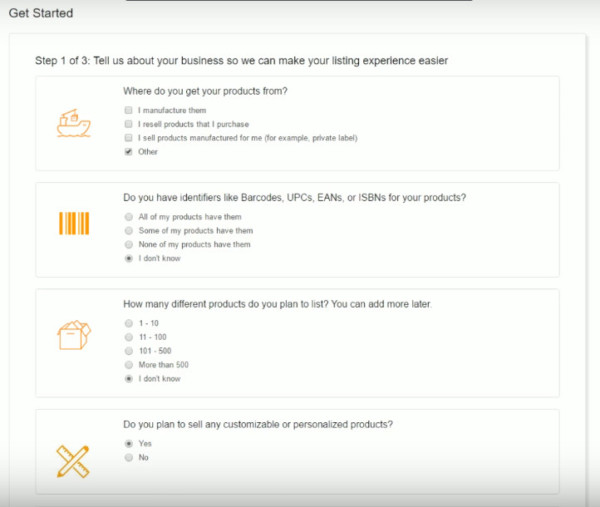 Get Started
Step 1 of 3: Tell us about your business so we can make your listing experience easier
Where do you get your products from?
I manufacture them
I resell products that I purchase
I sell products manufactured for me (for example, private label)
Other
Do you have identifiers like Barcodes, UPCs, EANs, or ISBNs for your products?
All of my products have them
Some of my products have them
None of my products have them
I don't know
How many different products do you plan to list? You can add more later.
1 - 10
11 - 100
101 - 500
More than 500
I don't know
Do you plan to sell any customizable or personalized products?
Yes
No